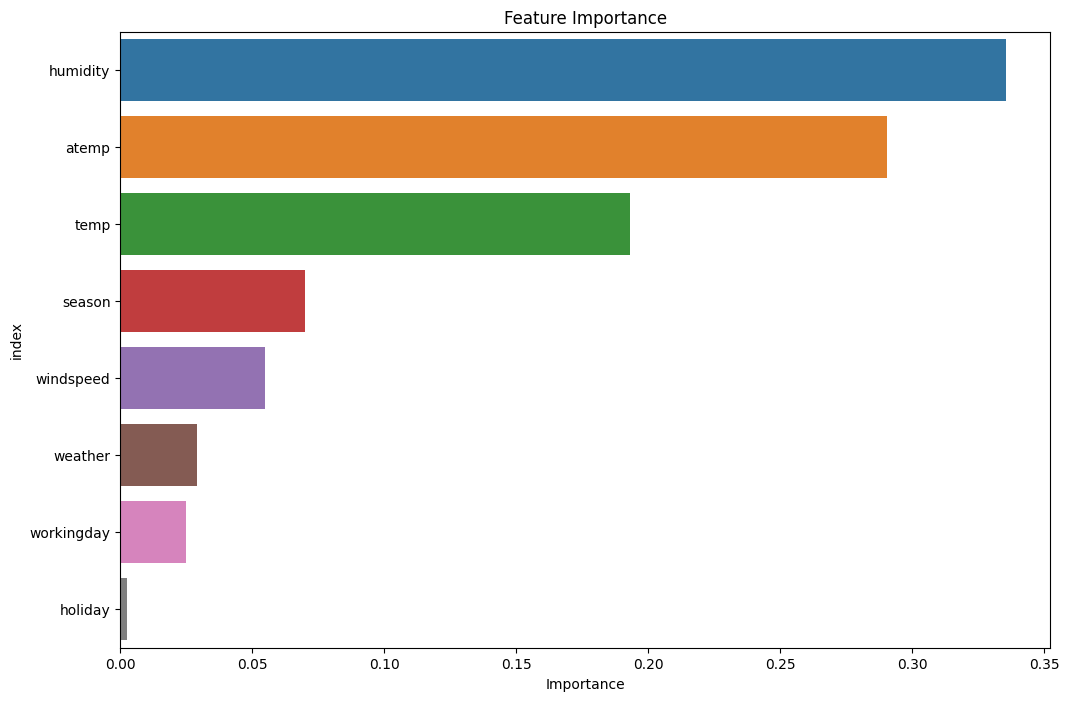 Feature Importance
humidity
atemp
temp
season
index
windspeed
weather
workingday
holiday
0.00 0.05 0.10 0.15 0.20 0.25 0.30 0.35
Importance